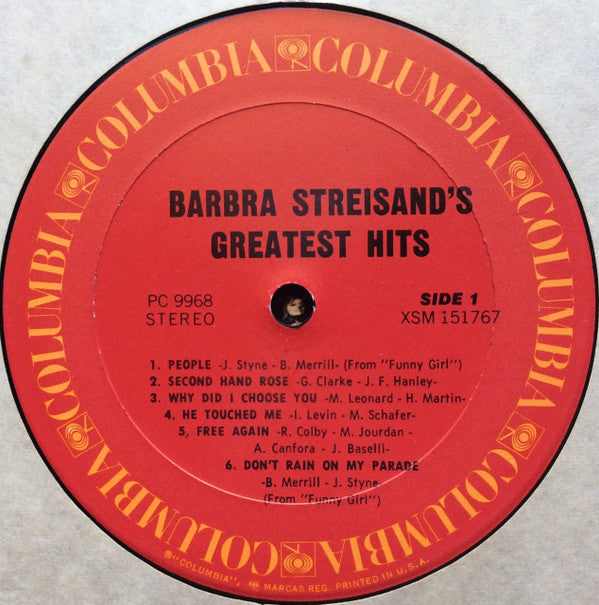 COLUMBIA COLUMBIA COLUMBIA COLUMBIA COLUMBIA COLUMBIA
BARBRA STREISAND'S
GREATEST HITS
PC 9968
STEREO
SIDE 1
XSM 151767
1. PEOPLE -J. Styne - B. Merrill- (From "Funny Girl")
2. SECOND HAND ROSE -G. Clarke - J. F. Hanley-
3. WHY DID I CHOOSE YOU -M. Leonard - H. Martin-
4. HE TOUCHED ME -I. Levin - M. Schafer-
5. FREE AGAIN -R. Colby - M. Jourdan -
A. Canfora - J. Baselli-
6. DON'T RAIN ON MY PARADE
-B. Merrill - J. Styne-
(From "Funny Girl")
®"COLUMBIA", MARCAS REG. PRINTED IN U.S.A.